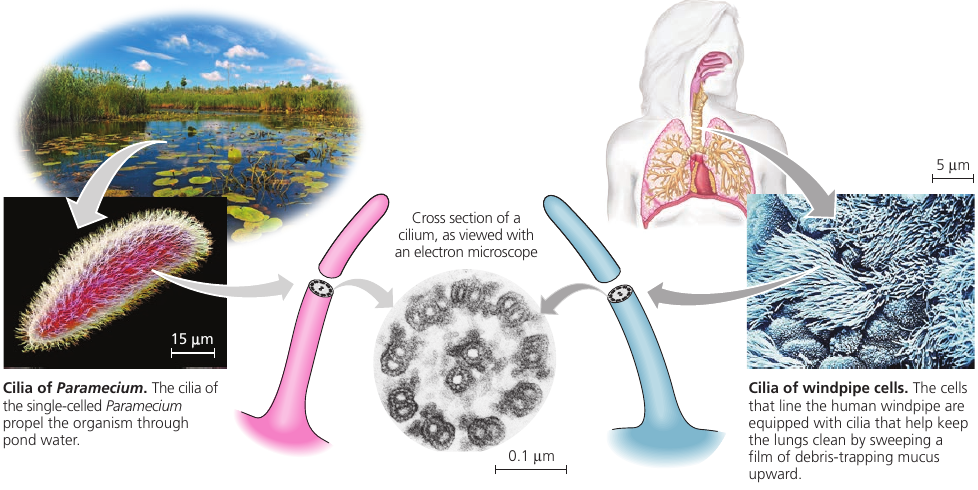 Cross section of a
cilium, as viewed with
an electron microscope
5 μm
15 μm
Cilia of Paramecium. The cilia of
the single-celled Paramecium
propel the organism through
pond water.
0.1 μm
Cilia of windpipe cells. The cells
that line the human windpipe are
equipped with cilia that help keep
the lungs clean by sweeping a
film of debris-trapping mucus
upward.